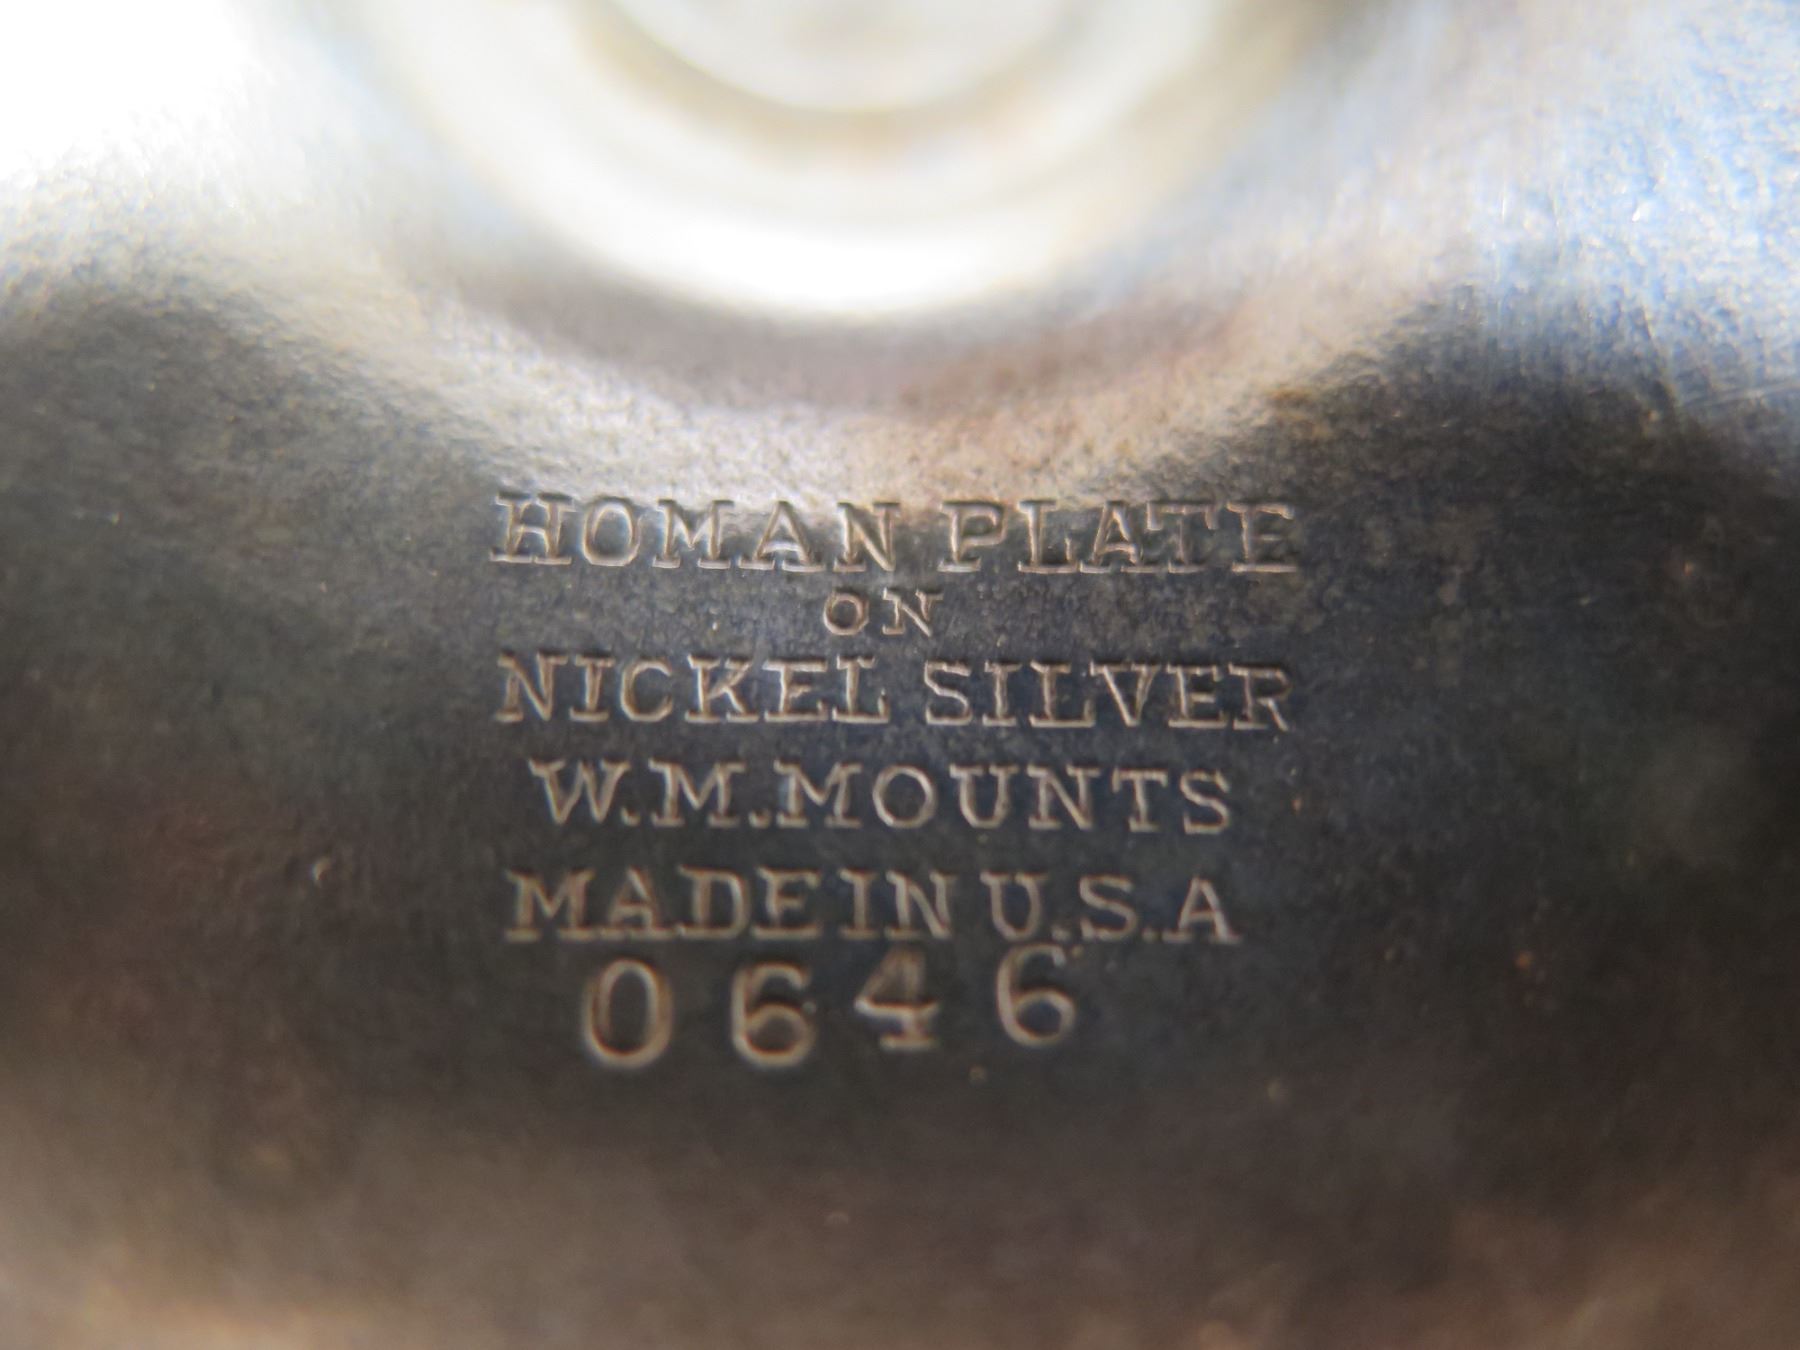 HOMAN PLATE
ON
NICKEL SILVER
W.M.MOUNTS
MADE IN U.S.A
0646